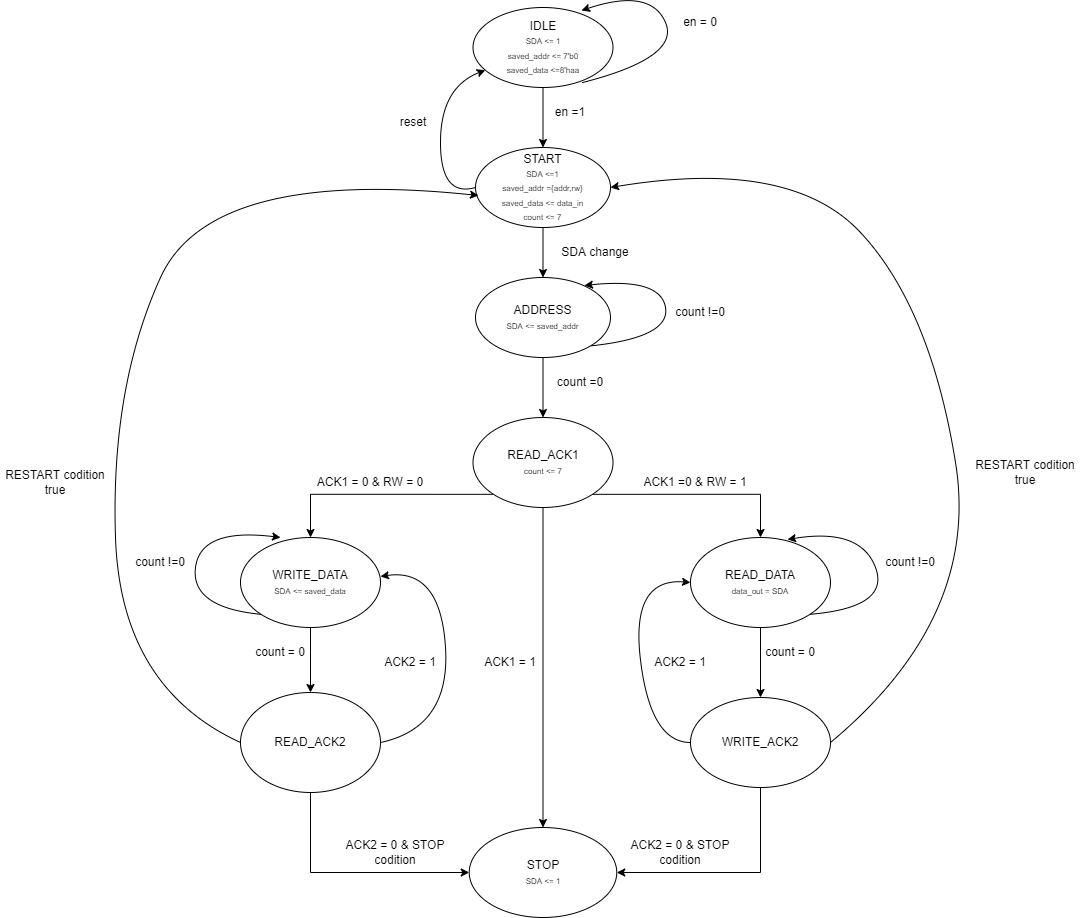 IDLE
SDA <= 1
saved_addr <= 7'b0
saved_data <=8'haa
en = 0
reset
en =1
START
SDA <=1
saved_addr ={addr,rw}
saved_data <= data_in
count <= 7
SDA change
ADDRESS
SDA <= saved_addr
count !=0
count =0
READ_ACK1
count <= 7
RESTART codition
true
RESTART codition
true
ACK1 = 0 & RW = 0
ACK1 =0 & RW = 1
count !=0
WRITE_DATA
SDA <= saved_data
READ_DATA
data_out = SDA
count !=0
count = 0
ACK2 = 1
ACK1 = 1
ACK2 = 1
count = 0
READ_ACK2
WRITE_ACK2
ACK2 = 0 & STOP
codition
ACK2 = 0 & STOP
codition
STOP
SDA <= 1